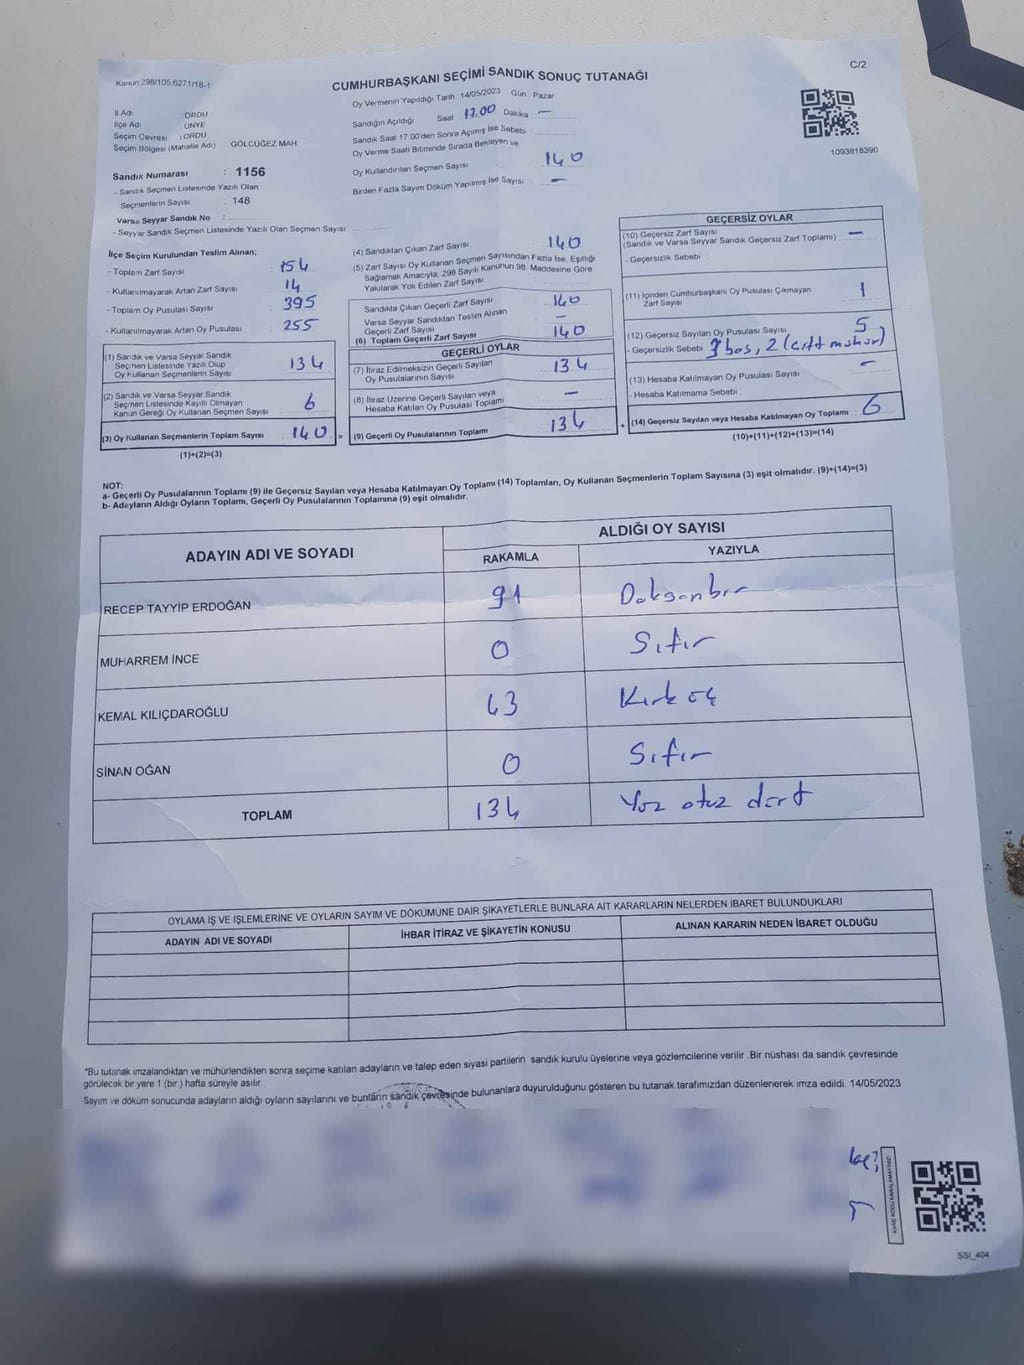 Kanun:298/105,6271/18-1
CUMHURBAŞKANI SEÇİMİ SANDIK SONUÇ TUTANAĞI
C/2
İl Adı ORDU
İlçe Adı ÜNYE
Seçim Çevresi : ORDU
Seçim Bölgesi (Mahalle Adı) : GÖLCÜĞEZ MAH.
Sandık Numarası : 1156
- Sandık Seçmen Listesinde Yazılı Olan
Seçmenlerin Sayısı : 148
Varsa Seyyar Sandık No :
- Seyyar Sandık Seçmen Listesinde Yazılı Olan Seçmen Sayısı:
Oy Vermenin Yapıldığı Tarih :14/05/2023 Gün : Pazar
Sandığın Açıldığı Saat 17.00 Dakika —
Sandık Saat 17:00'den Sonra Açımış İse Sebebi :
Oy Verme Saati Bitiminde Sırada Bekleyen ve
Oy Kullandırılan Seçmen Sayısı 140
Birden Fazla Sayım Döküm Yapılmış İse Sayısı : —
1093818390
İlçe Seçim Kurulundan Teslim Alınan;
- Toplam Zarf Sayısı 154
- Kullanılmayarak Artan Zarf Sayısı : 14
- Toplam Oy Pusulası Sayısı : 395
- Kullanılmayarak Artan Oy Pusulası : 255
(1) Sandık ve Varsa Seyyar Sandık
Seçmen Listesinde Yazılı Olup
Oy Kullanan Seçmenlerin Sayısı : 134
(2) Sandık ve Varsa Seyyar Sandık
Seçmen Listesinde Kayıtlı Olmayan
Kanun Gereği Oy Kullanan Seçmen Sayısı : 6
(3) Oy Kullanan Seçmenlerin Toplam Sayısı : 140 =
(1)+(2)=(3)
(4) Sandıktan Çıkan Zarf Sayısı : 140
(5) Zarf Sayısı Oy Kullanan Seçmen Sayısından Fazla İse, Eşitliği
Sağlamak Amacıyla; 298 Sayılı Kanunun 98. Maddesine Göre
Yakılarak Yok Edilen Zarf Sayısı :
Sandıkta Çıkan Geçerli Zarf Sayısı : 140
Varsa Seyyar Sandıktan Teslim Alınan
Geçerli Zarf Sayısı : —
(6) Toplam Geçerli Zarf Sayısı : 140
GEÇERLİ OYLAR
(7) İtiraz Edilmeksizin Geçerli Sayılan
Oy Pusulalarının Sayısı : 134
(8) İtiraz Üzerine Geçerli Sayılan veya
Hesaba Katılan Oy Pusulası Toplamı : —
(9) Geçerli Oy Pusulalarının Toplamı : 134 +
GEÇERSİZ OYLAR
(10) Geçersiz Zarf Sayısı : —
(Sandık ve Varsa Seyyar Sandık Geçersiz Zarf Toplamı)
- Geçersizlik Sebebi :
(11) İçinden Cumhurbaşkanı Oy Pusulası Çıkmayan
Zarf Sayısı : 1
(12) Geçersiz Sayılan Oy Pusulası Sayısı : 5
- Geçersizlik Sebebi : 3 boş, 2 (çift mühür)
(13) Hesaba Katılmayan Oy Pusulası Sayısı : —
- Hesaba Katılmama Sebebi :
(14) Geçersiz Sayılan veya Hesaba Katılmayan Oy Toplamı : 6
(10)+(11)+(12)+(13)=(14)
NOT:
a- Geçerli Oy Pusulalarının Toplamı (9) ile Geçersiz Sayılan veya Hesaba Katılmayan Oy Toplamı (14) Toplamları, Oy Kullanan Seçmenlerin Toplam Sayısına (3) eşit olmalıdır. (9)+(14)=(3)
b- Adayların Aldığı Oyların Toplamı, Geçerli Oy Pusulalarının Toplamına (9) eşit olmalıdır.
ADAYIN ADI VE SOYADI
ALDIĞI OY SAYISI
RAKAMLA YAZIYLA
RECEP TAYYİP ERDOĞAN 91 Doksanbir
MUHARREM İNCE 0 Sıfır
KEMAL KILIÇDAROĞLU 43 Kırk üç
SİNAN OĞAN 0 Sıfır
TOPLAM 134 Yüz otuz dört
OYLAMA İŞ VE İŞLEMLERİNE VE OYLARIN SAYIM VE DÖKÜMÜNE DAİR ŞİKAYETLERLE BUNLARA AİT KARARLARIN NELERDEN İBARET BULUNDUKLARI
ADAYIN ADI VE SOYADI İHBAR İTİRAZ VE ŞİKAYETİN KONUSU ALINAN KARARIN NEDEN İBARET OLDUĞU
*Bu tutanak imzalandıktan ve mühürlendikten sonra seçime katılan adayların ve talep eden siyasi partilerin sandık kurulu üyelerine veya gözlemcilerine verilir. Bir nüshası da sandık çevresinde
görülecek bir yere 1 (bir) hafta süreyle asılır.
Sayım ve döküm sonucunda adayların aldığı oyların sayılarını ve bunların sandık çevresinde bulunanlara duyurulduğunu gösteren bu tutanak tarafımızdan düzenlenerek imza edildi. 14/05/2023
KARE KODU KARALAMAYINIZ!
SSI_404